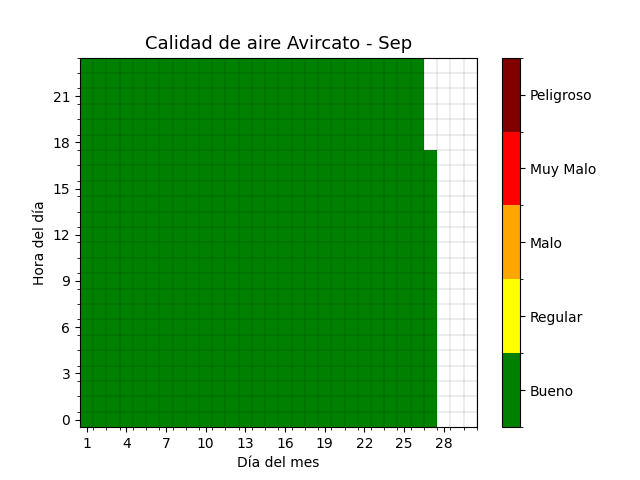 Calidad de aire Avircato - Sep
Hora del día
21
18
15
12
9
6
3
0
1 4 7 10 13 16 19 22 25 28
Día del mes
Peligroso
Muy Malo
Malo
Regular
Bueno